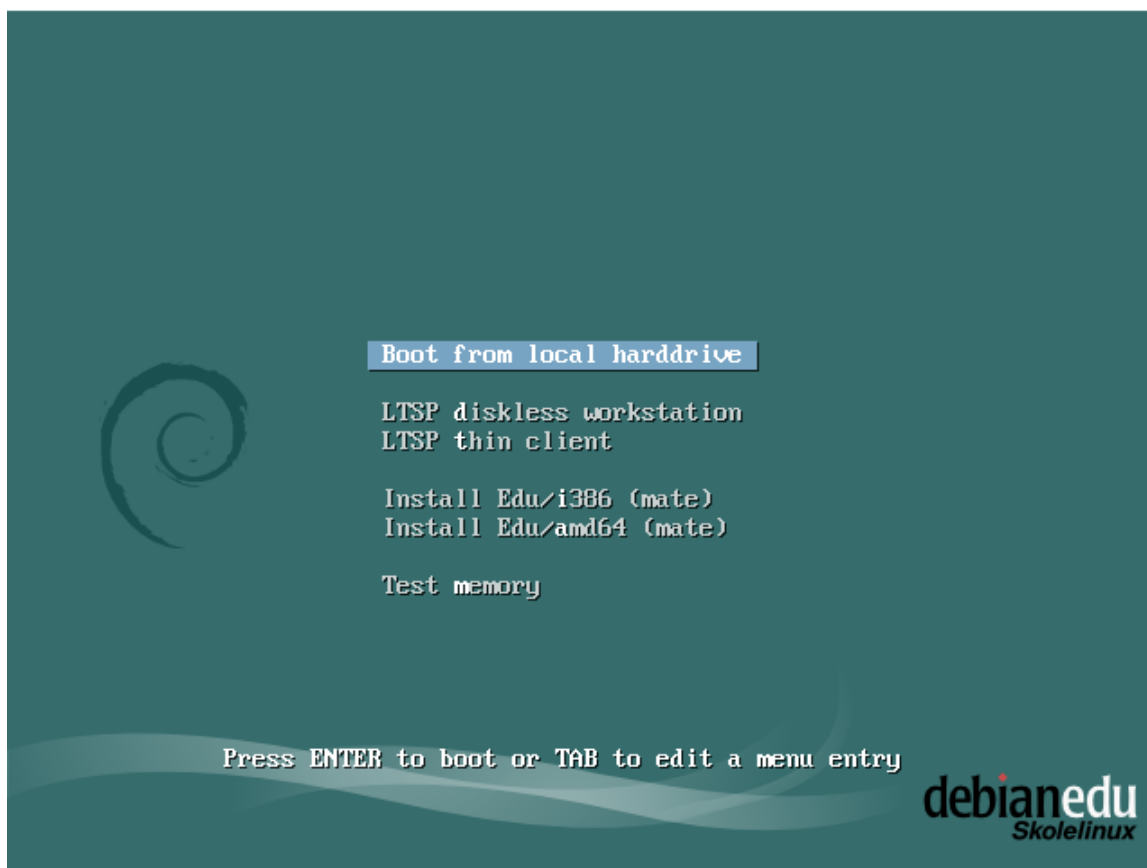 Boot from local harddrive
LTSP diskless workstation
LTSP thin client
Install Edu/i386 (mate)
Install Edu/amd64 (mate)
Test memory
Press ENTER to boot or TAB to edit a menu entry
debianedu
Skolelinux